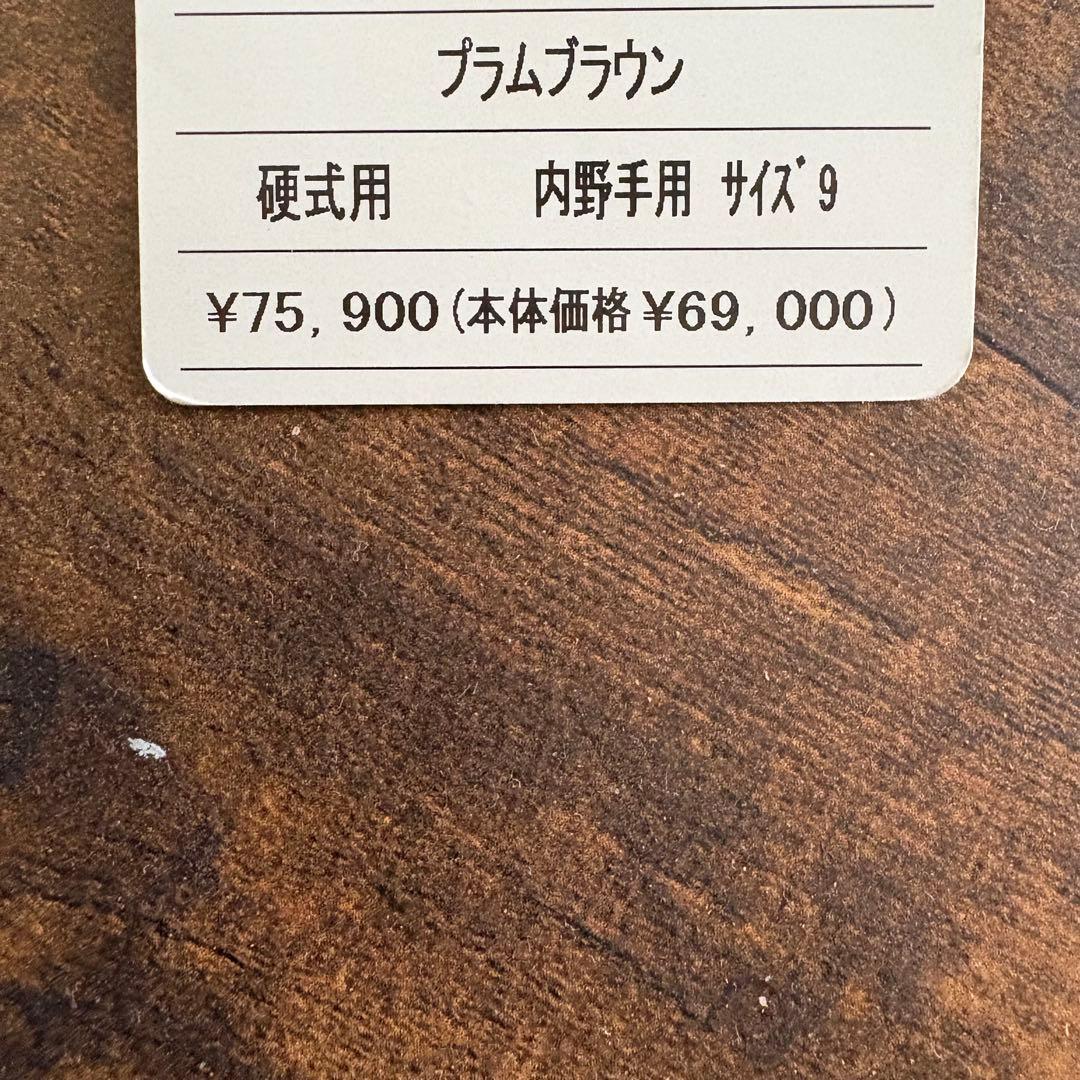 プラムブラウン
硬式用 内野手用 サイズ9
¥75,900(本体価格¥69,000)